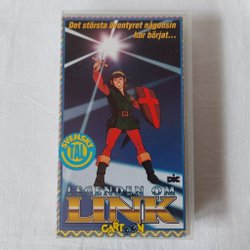 Det största äventyret någonsin
har börjat...
SVENSKT
TAL
DIC
LEGENDEN OM
LINK
CARTOON